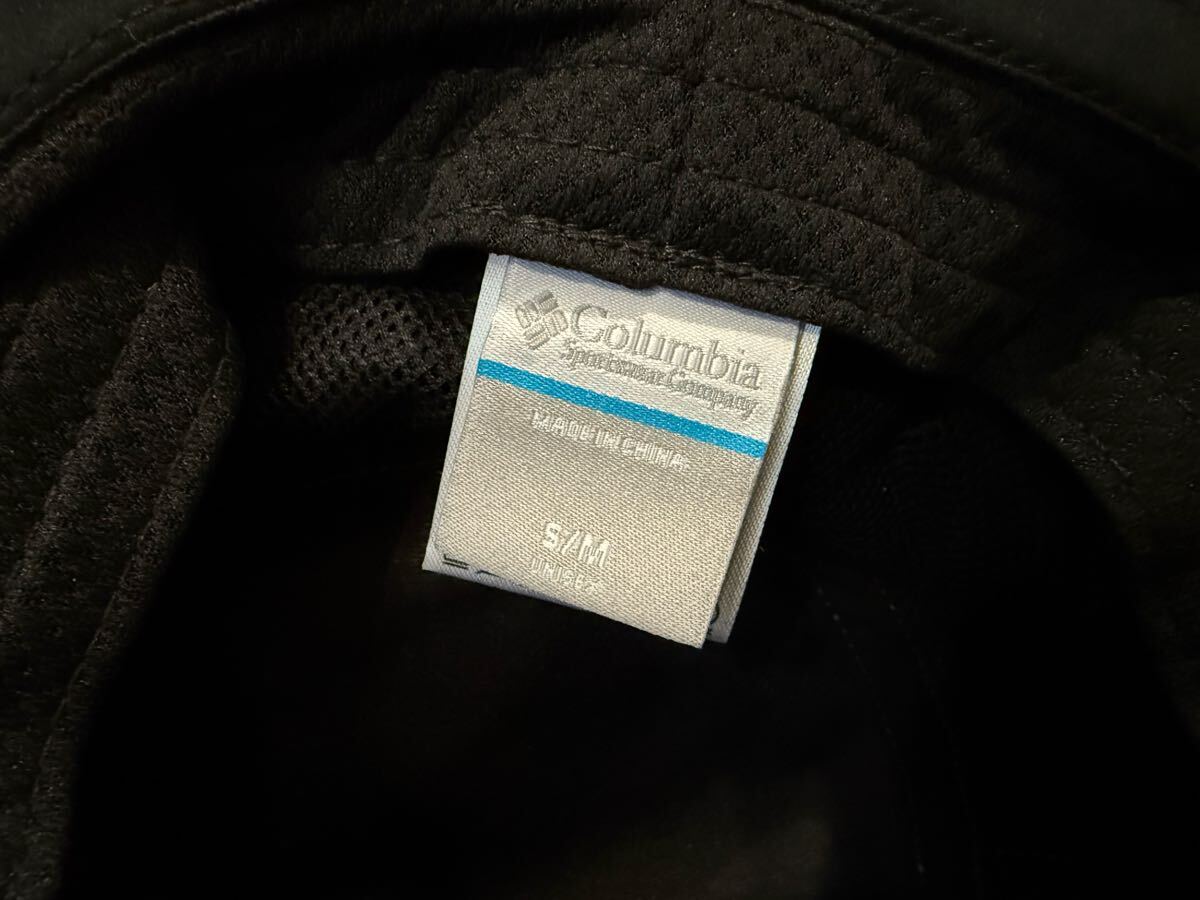 Columbia
Sportswear Company
MADE IN CHINA
S/M
UNISEX